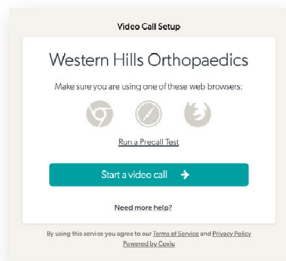 Video Call Setup
Western Hills Orthopaedics
Make sure you are using one of these web browsers:
Run a Precall Test
Start a video call
Need more help?
By using this service you agree to our Terms of Service and Privacy Policy
Powered by Coviu